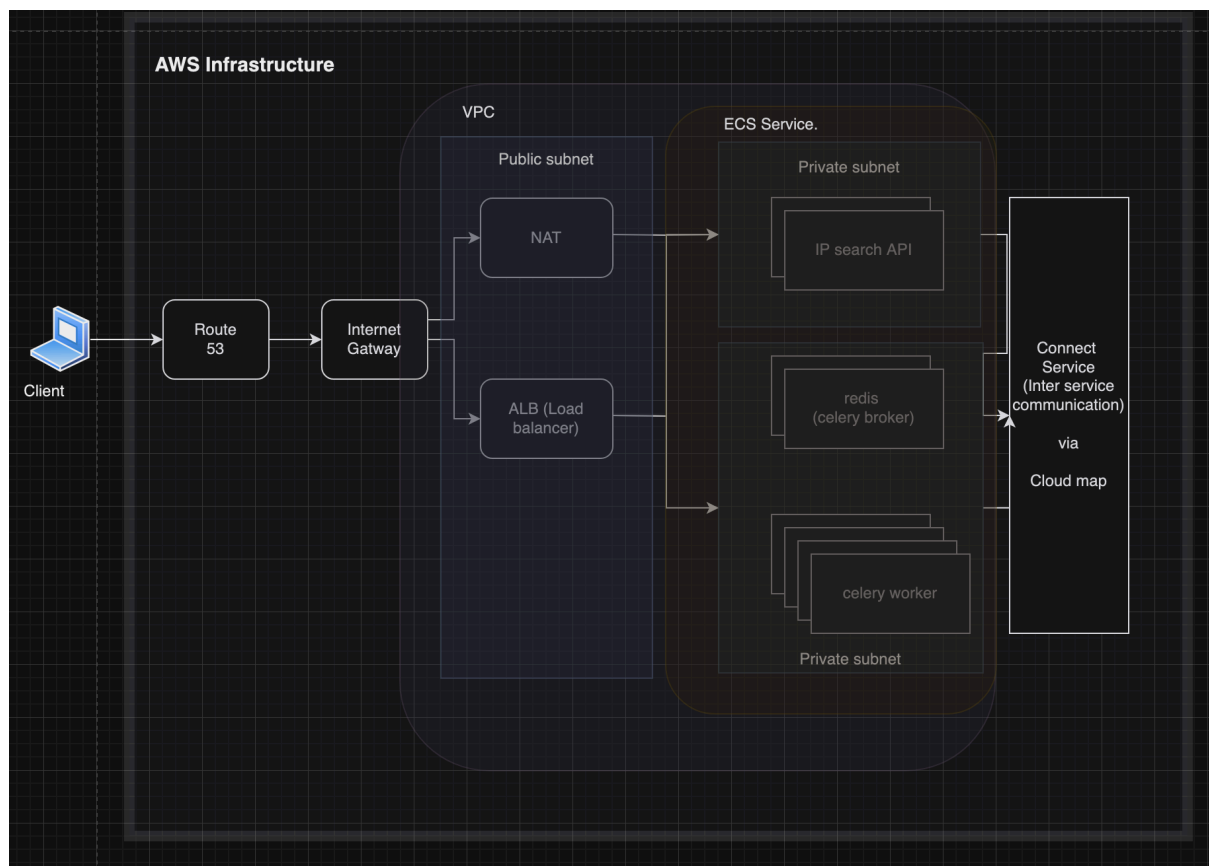 AWS Infrastructure
VPC
ECS Service.
Public subnet
Private subnet
NAT
IP search API
Client
Route
53
Internet
Gatway
ALB (Load
balancer)
redis
(celery broker)
celery worker
Private subnet
Connect
Service
(Inter service
communication)
via
Cloud map